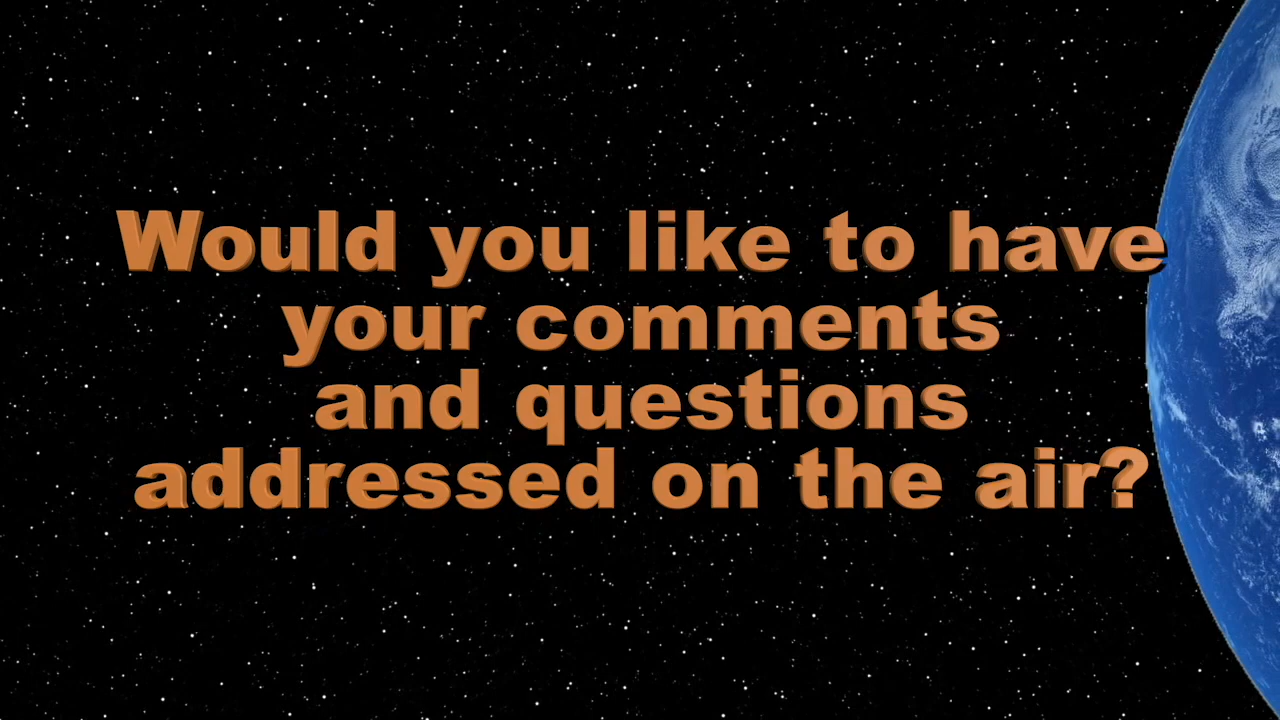 Would you like to have
your comments
and questions
addressed on the air?